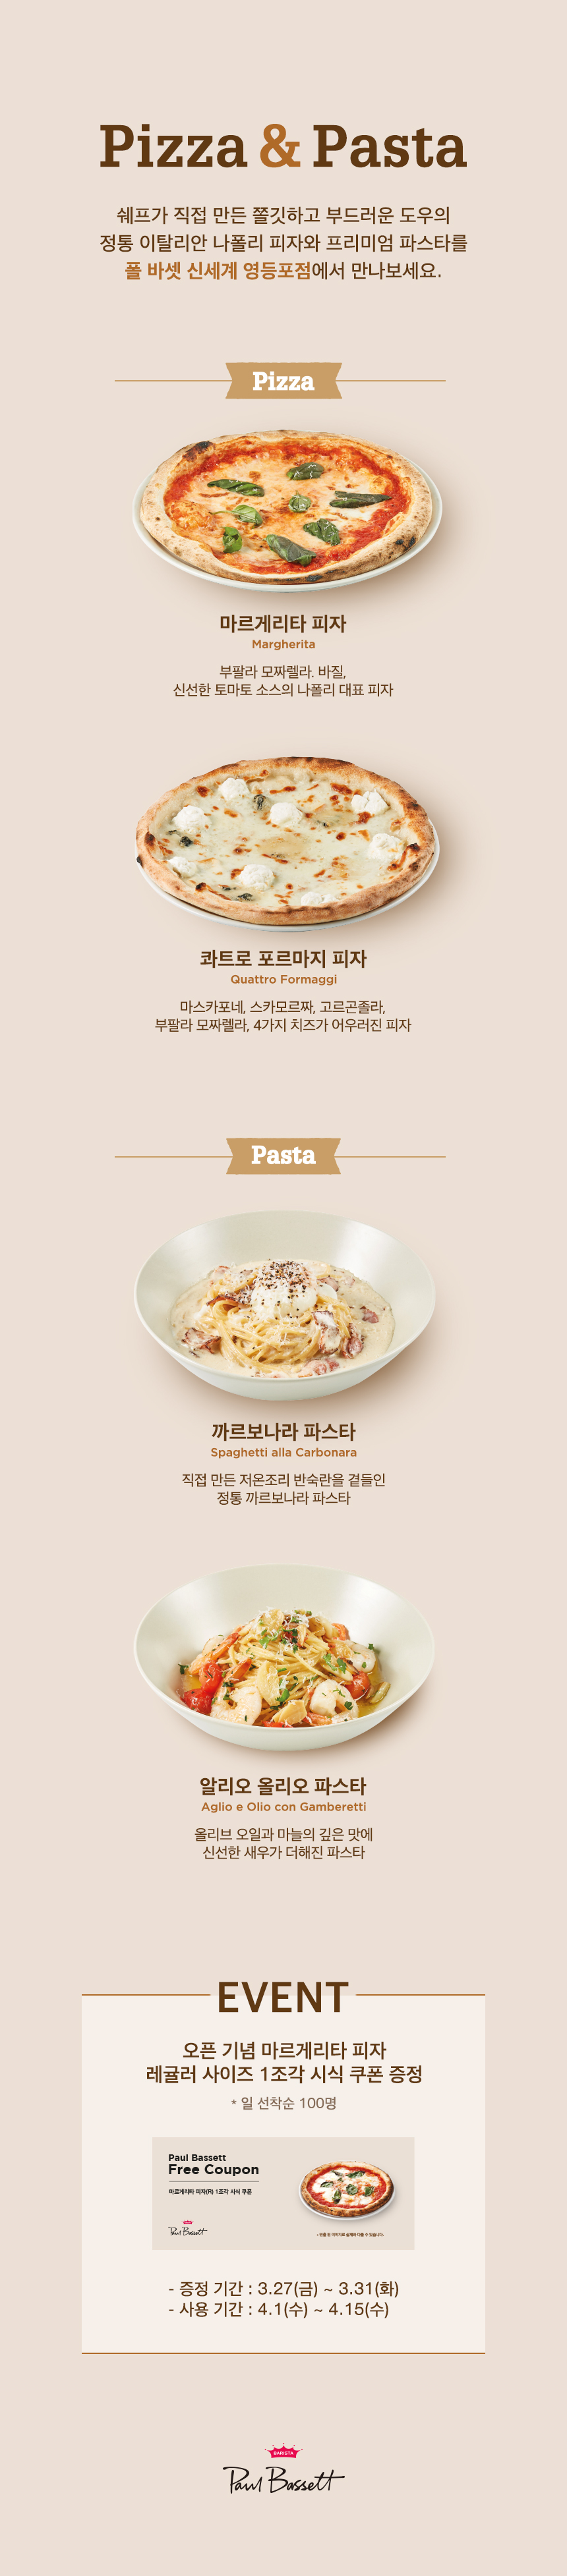 Pizza & Pasta
쉐프가 직접 만든 쫄깃하고 부드러운 도우의
정통 이탈리안 나폴리 피자와 프리미엄 파스타를
폴 바셋 신세계 영등포점에서 만나보세요.
Pizza
마르게리타 피자
Margherita
부팔라 모짜렐라. 바질,
신선한 토마토 소스의 나폴리 대표 피자
콰트로 포르마지 피자
Quattro Formaggi
마스카포네, 스카모르짜, 고르곤졸라,
부팔라 모짜렐라, 4가지 치즈가 어우러진 피자
Pasta
까르보나라 파스타
Spaghetti alla Carbonara
직접 만든 저온조리 반숙란을 곁들인
정통 까르보나라 파스타
알리오 올리오 파스타
Aglio e Olio con Gamberetti
올리브 오일과 마늘의 깊은 맛에
신선한 새우가 더해진 파스타
EVENT
오픈 기념 마르게리타 피자
레귤러 사이즈 1조각 시식 쿠폰 증정
* 일 선착순 100명
Paul Bassett
Free Coupon
마르게리타 피자(R) 1조각 시식 쿠폰
Paul Bassett
- 증정 기간 : 3.27(금) ~ 3.31(화)
- 사용 기간 : 4.1(수) ~ 4.15(수)
BARISTA
Paul Bassett